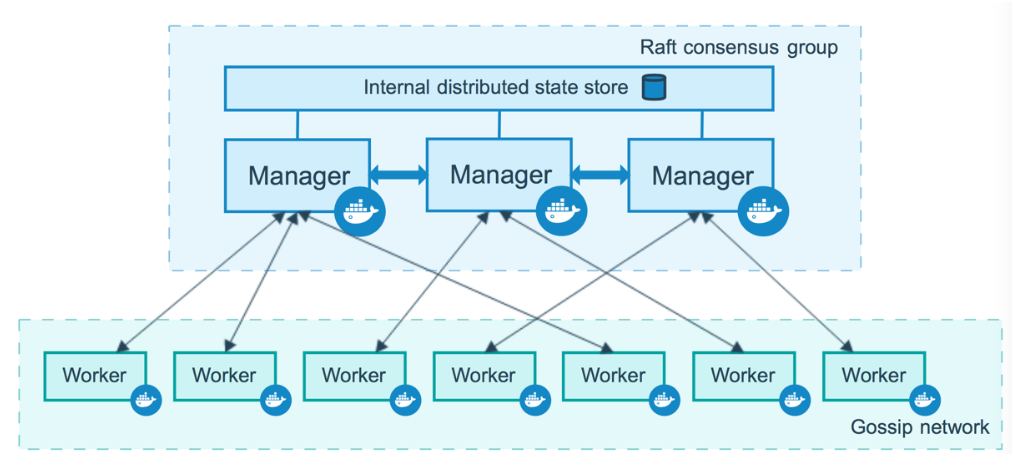 Raft consensus group
Internal distributed state store
Manager
Manager
Manager
Worker
Worker
Worker
Worker
Worker
Worker
Worker
Gossip network